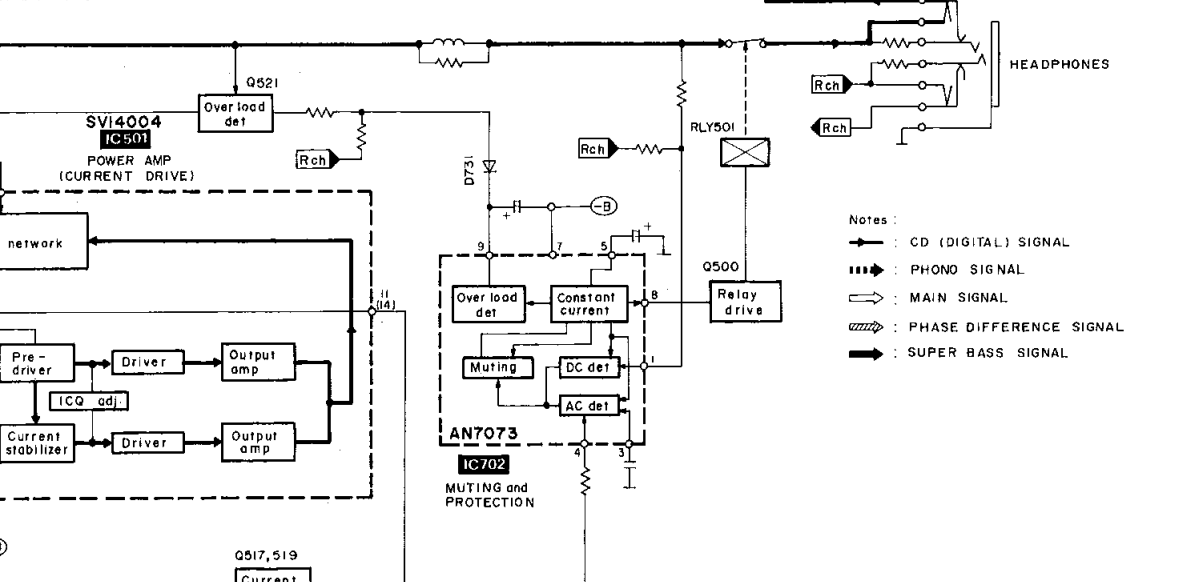 HEADPHONES
Q521
Over load
det
SVI4004
IC501
POWER AMP
(CURRENT DRIVE)
Rch
Rch
Rch
Rch
RLY501
D731
-B
+
+
9
7
5
8
1
4
3
Q500
Relay
drive
Notes :
: CD (DIGITAL) SIGNAL
: PHONO SIGNAL
: MAIN SIGNAL
: PHASE DIFFERENCE SIGNAL
: SUPER BASS SIGNAL
network
11
(14)
Over load
det
Constant
current
Muting
DC det
AC det
AN7073
IC702
MUTING and
PROTECTION
Pre-
driver
Driver
Output
amp
ICQ adj.
Current
stabilizer
Driver
Output
amp
Q517,519
Current